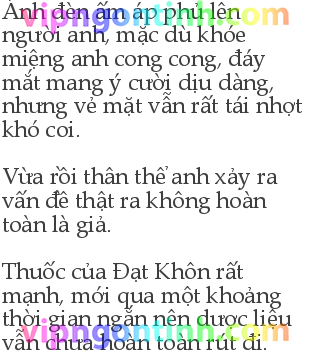 Ánh đèn ấm áp phủ lên
vipngontinh.com
người anh, mặc dù khóe
miệng anh cong cong, đáy
mắt mang ý cười dịu dàng,
nhưng vẻ mặt vẫn rất tái nhợt
khó coi.
Vừa rồi thân thể anh xảy ra
vấn đề thật ra không hoàn
toàn là giả.
Thuốc của Đạt Khôn rất
mạnh, mới qua một khoảng
thời gian ngắn nên dược liệu
vipngontinh.com
vẫn chưa hoàn toàn rút đi.